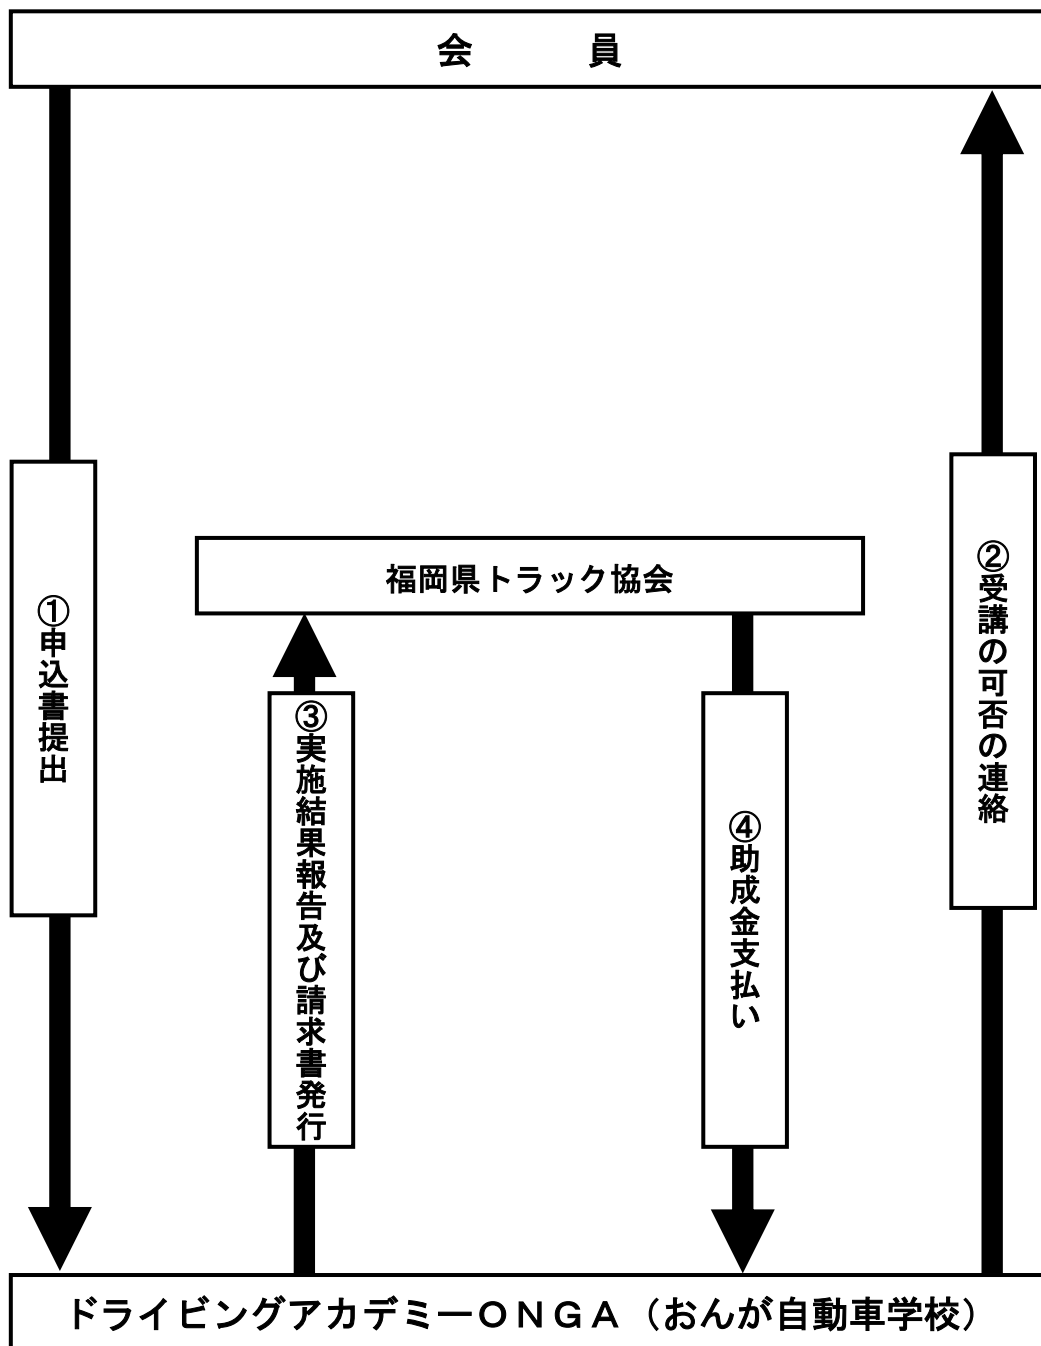 会　員
福岡県トラック協会
①申込書提出
②受講の可否の連絡
③実施結果報告及び請求書発行
④助成金支払い
ドライビングアカデミーＯＮＧＡ（おんが自動車学校）